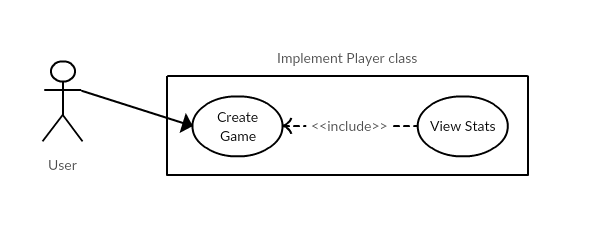 Implement Player class
Create
Game
<<include>>
View Stats
User